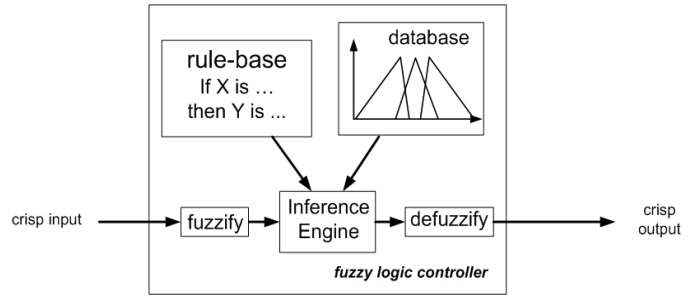 rule-base
If X is …
then Y is ...
database
crisp input
fuzzify
Inference
Engine
defuzzify
crisp
output
fuzzy logic controller